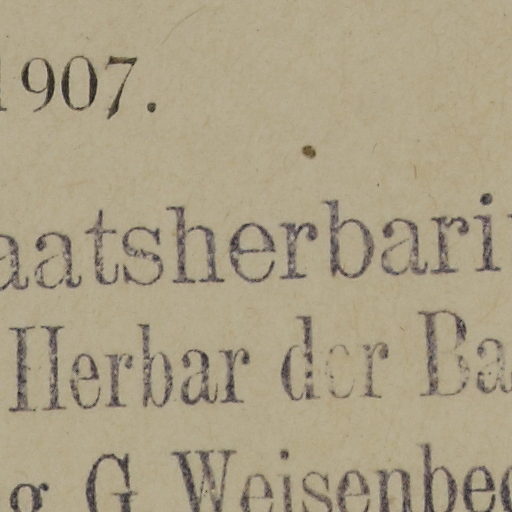 1907.
aatsherbari
Herbar der Ba
g. G. Weisenbec